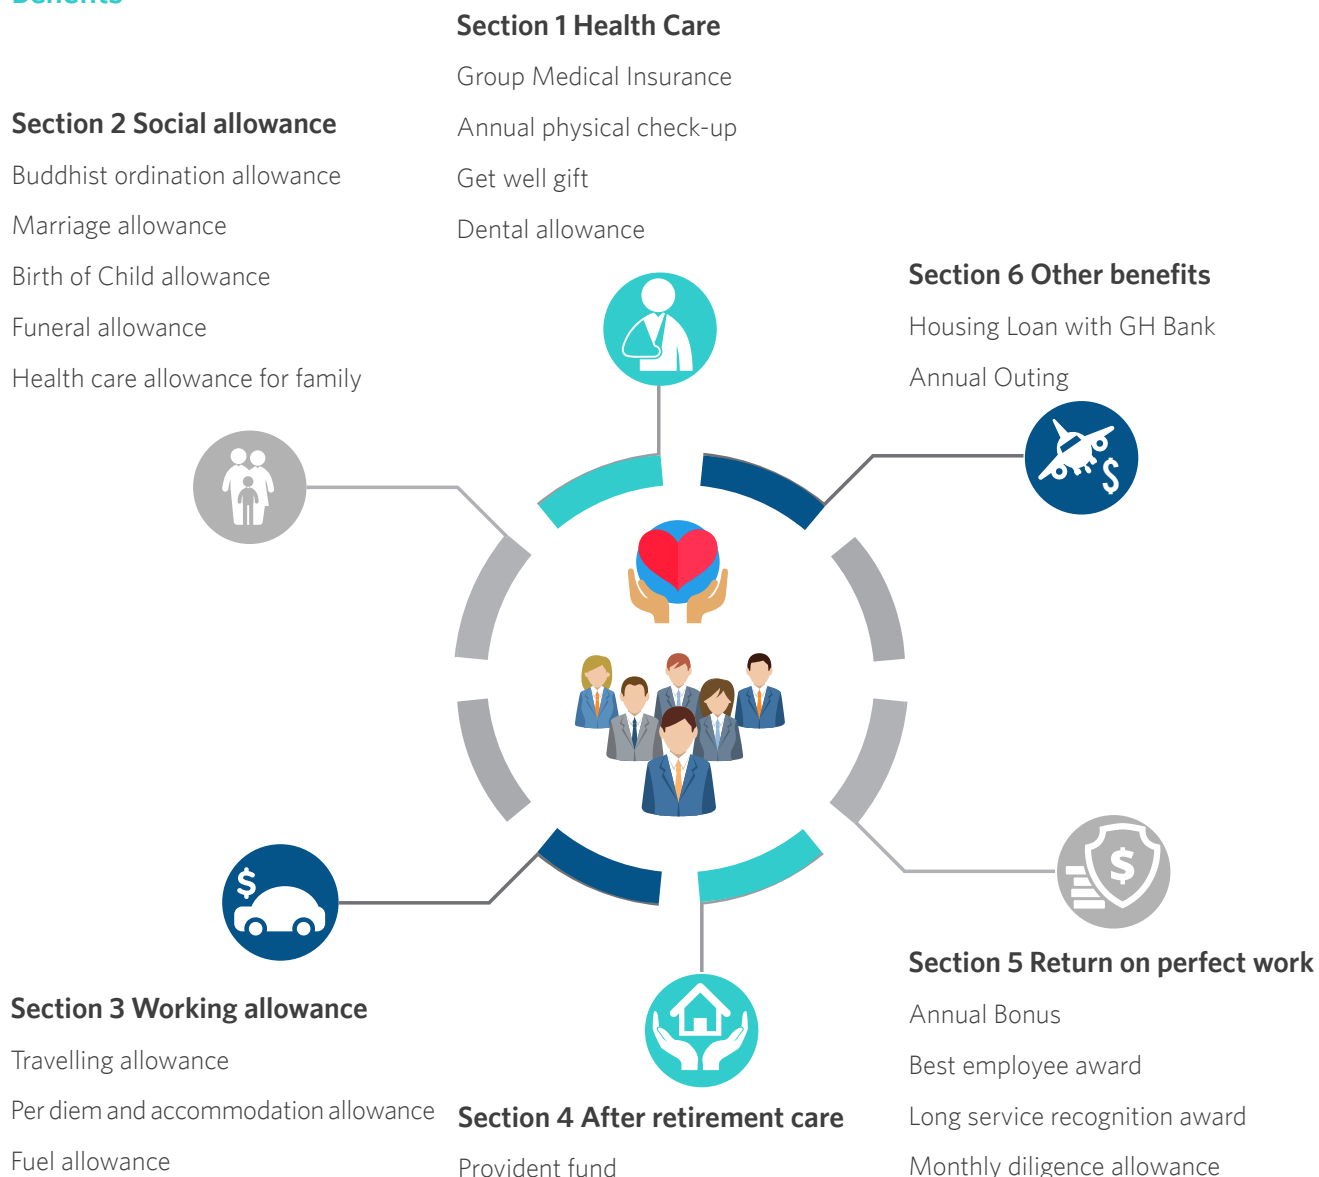 Benefits
Section 1 Health Care
Group Medical Insurance
Annual physical check-up
Get well gift
Dental allowance
Section 2 Social allowance
Buddhist ordination allowance
Marriage allowance
Birth of Child allowance
Funeral allowance
Health care allowance for family
Section 6 Other benefits
Housing Loan with GH Bank
Annual Outing
$
$
$
Section 3 Working allowance
Travelling allowance
Per diem and accommodation allowance
Fuel allowance
Section 4 After retirement care
Provident fund
Section 5 Return on perfect work
Annual Bonus
Best employee award
Long service recognition award
Monthly diligence allowance